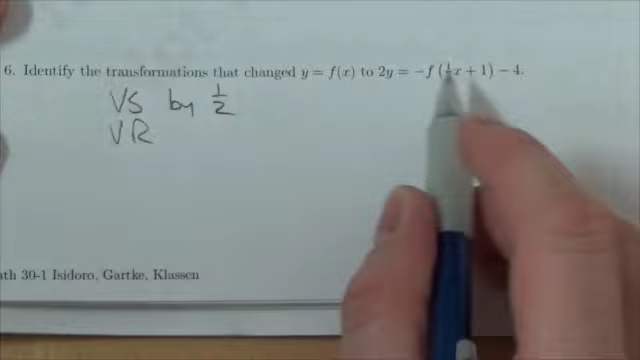 6. Identify the transformations that changed y = f(x) to 2y = −f (½x + 1) − 4.
VS by ½
VR
ath 30-1 Isidoro, Gartke, Klassen